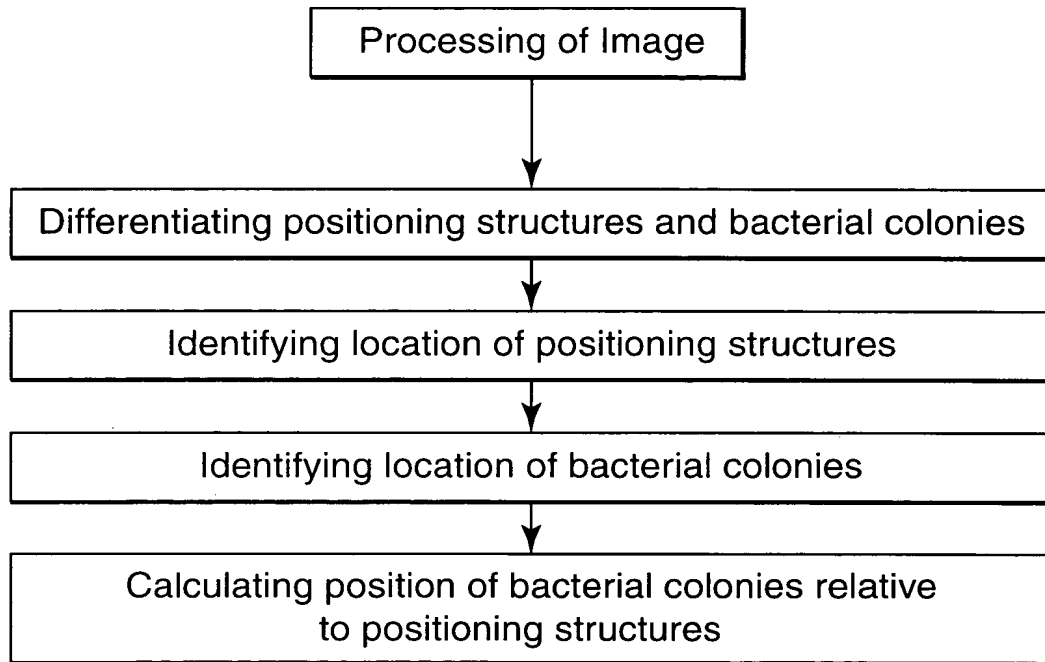 Processing of Image
Differentiating positioning structures and bacterial colonies
Identifying location of positioning structures
Identifying location of bacterial colonies
Calculating position of bacterial colonies relative
to positioning structures